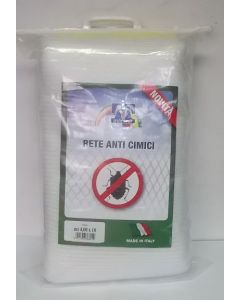 NOVITÀ
RETE ANTI CIMICI
MADE IN ITALY